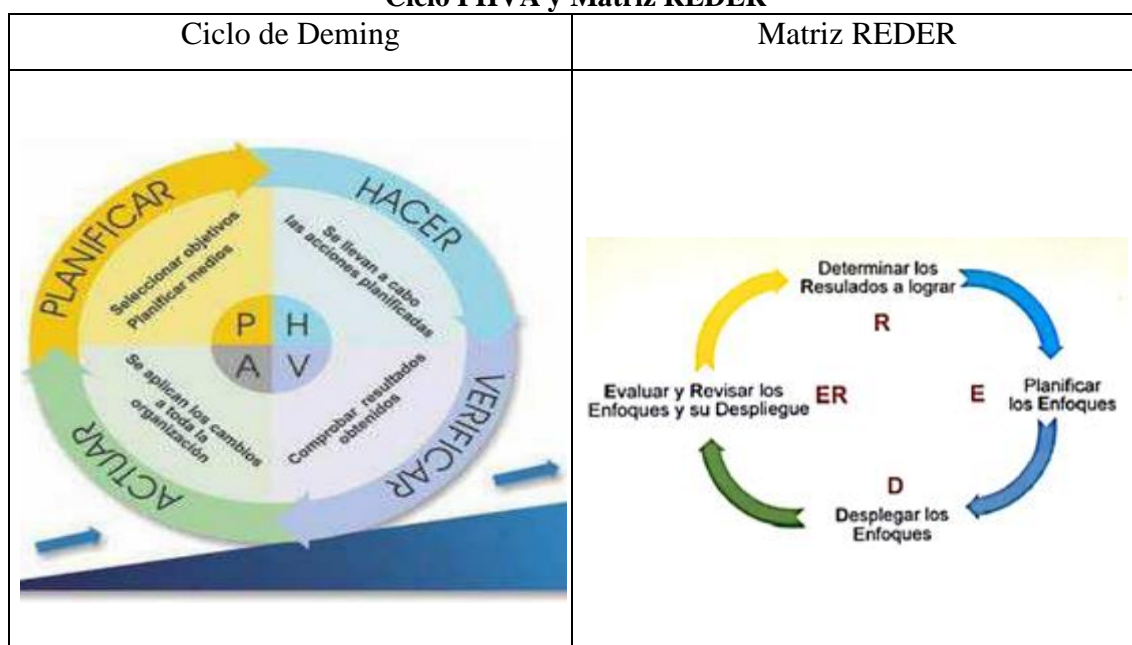 Ciclo PHVA y Matriz REDER
Ciclo de Deming
Matriz REDER
PLANIFICAR
Seleccionar objetivos
Planificar medios
HACER
Se llevan a cabo
las acciones planificadas
P H
A V
Se aplican los cambios
a toda la
organización
Comprobar resultados
obtenidos
ACTUAR
VERIFICAR
Determinar los
Resulados a lograr
R
Evaluar y Revisar los
Enfoques y su Despliegue
ER
E
Planificar
los Enfoques
D
Desplegar los
Enfoques